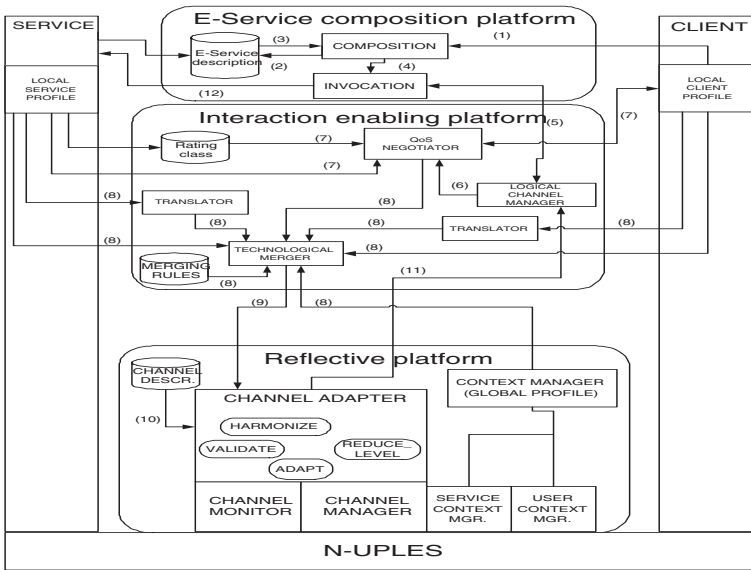 SERVICE
E-Service composition platform
CLIENT
E-Service
description
(3)
(2)
COMPOSITION
(1)
(4)
INVOCATION
(12)
LOCAL
SERVICE
PROFILE
LOCAL
CLIENT
PROFILE
Interaction enabling platform
(5)
(7)
Rating
class
(7)
QoS
NEGOTIATOR
(7)
(6)
LOGICAL
CHANNEL
MANAGER
(8)
TRANSLATOR
(8)
(8)
(8)
TRANSLATOR
(8)
(8)
TECHNOLOGICAL
MERGER
(8)
MERGING
RULES
(8)
(11)
(9)
(8)
Reflective platform
CHANNEL
DESCR.
(10)
CHANNEL ADAPTER
HARMONIZE
VALIDATE
REDUCE_
LEVEL
ADAPT
CONTEXT MANAGER
(GLOBAL PROFILE)
CHANNEL
MONITOR
CHANNEL
MANAGER
SERVICE
CONTEXT
MGR.
USER
CONTEXT
MGR.
N-UPLES